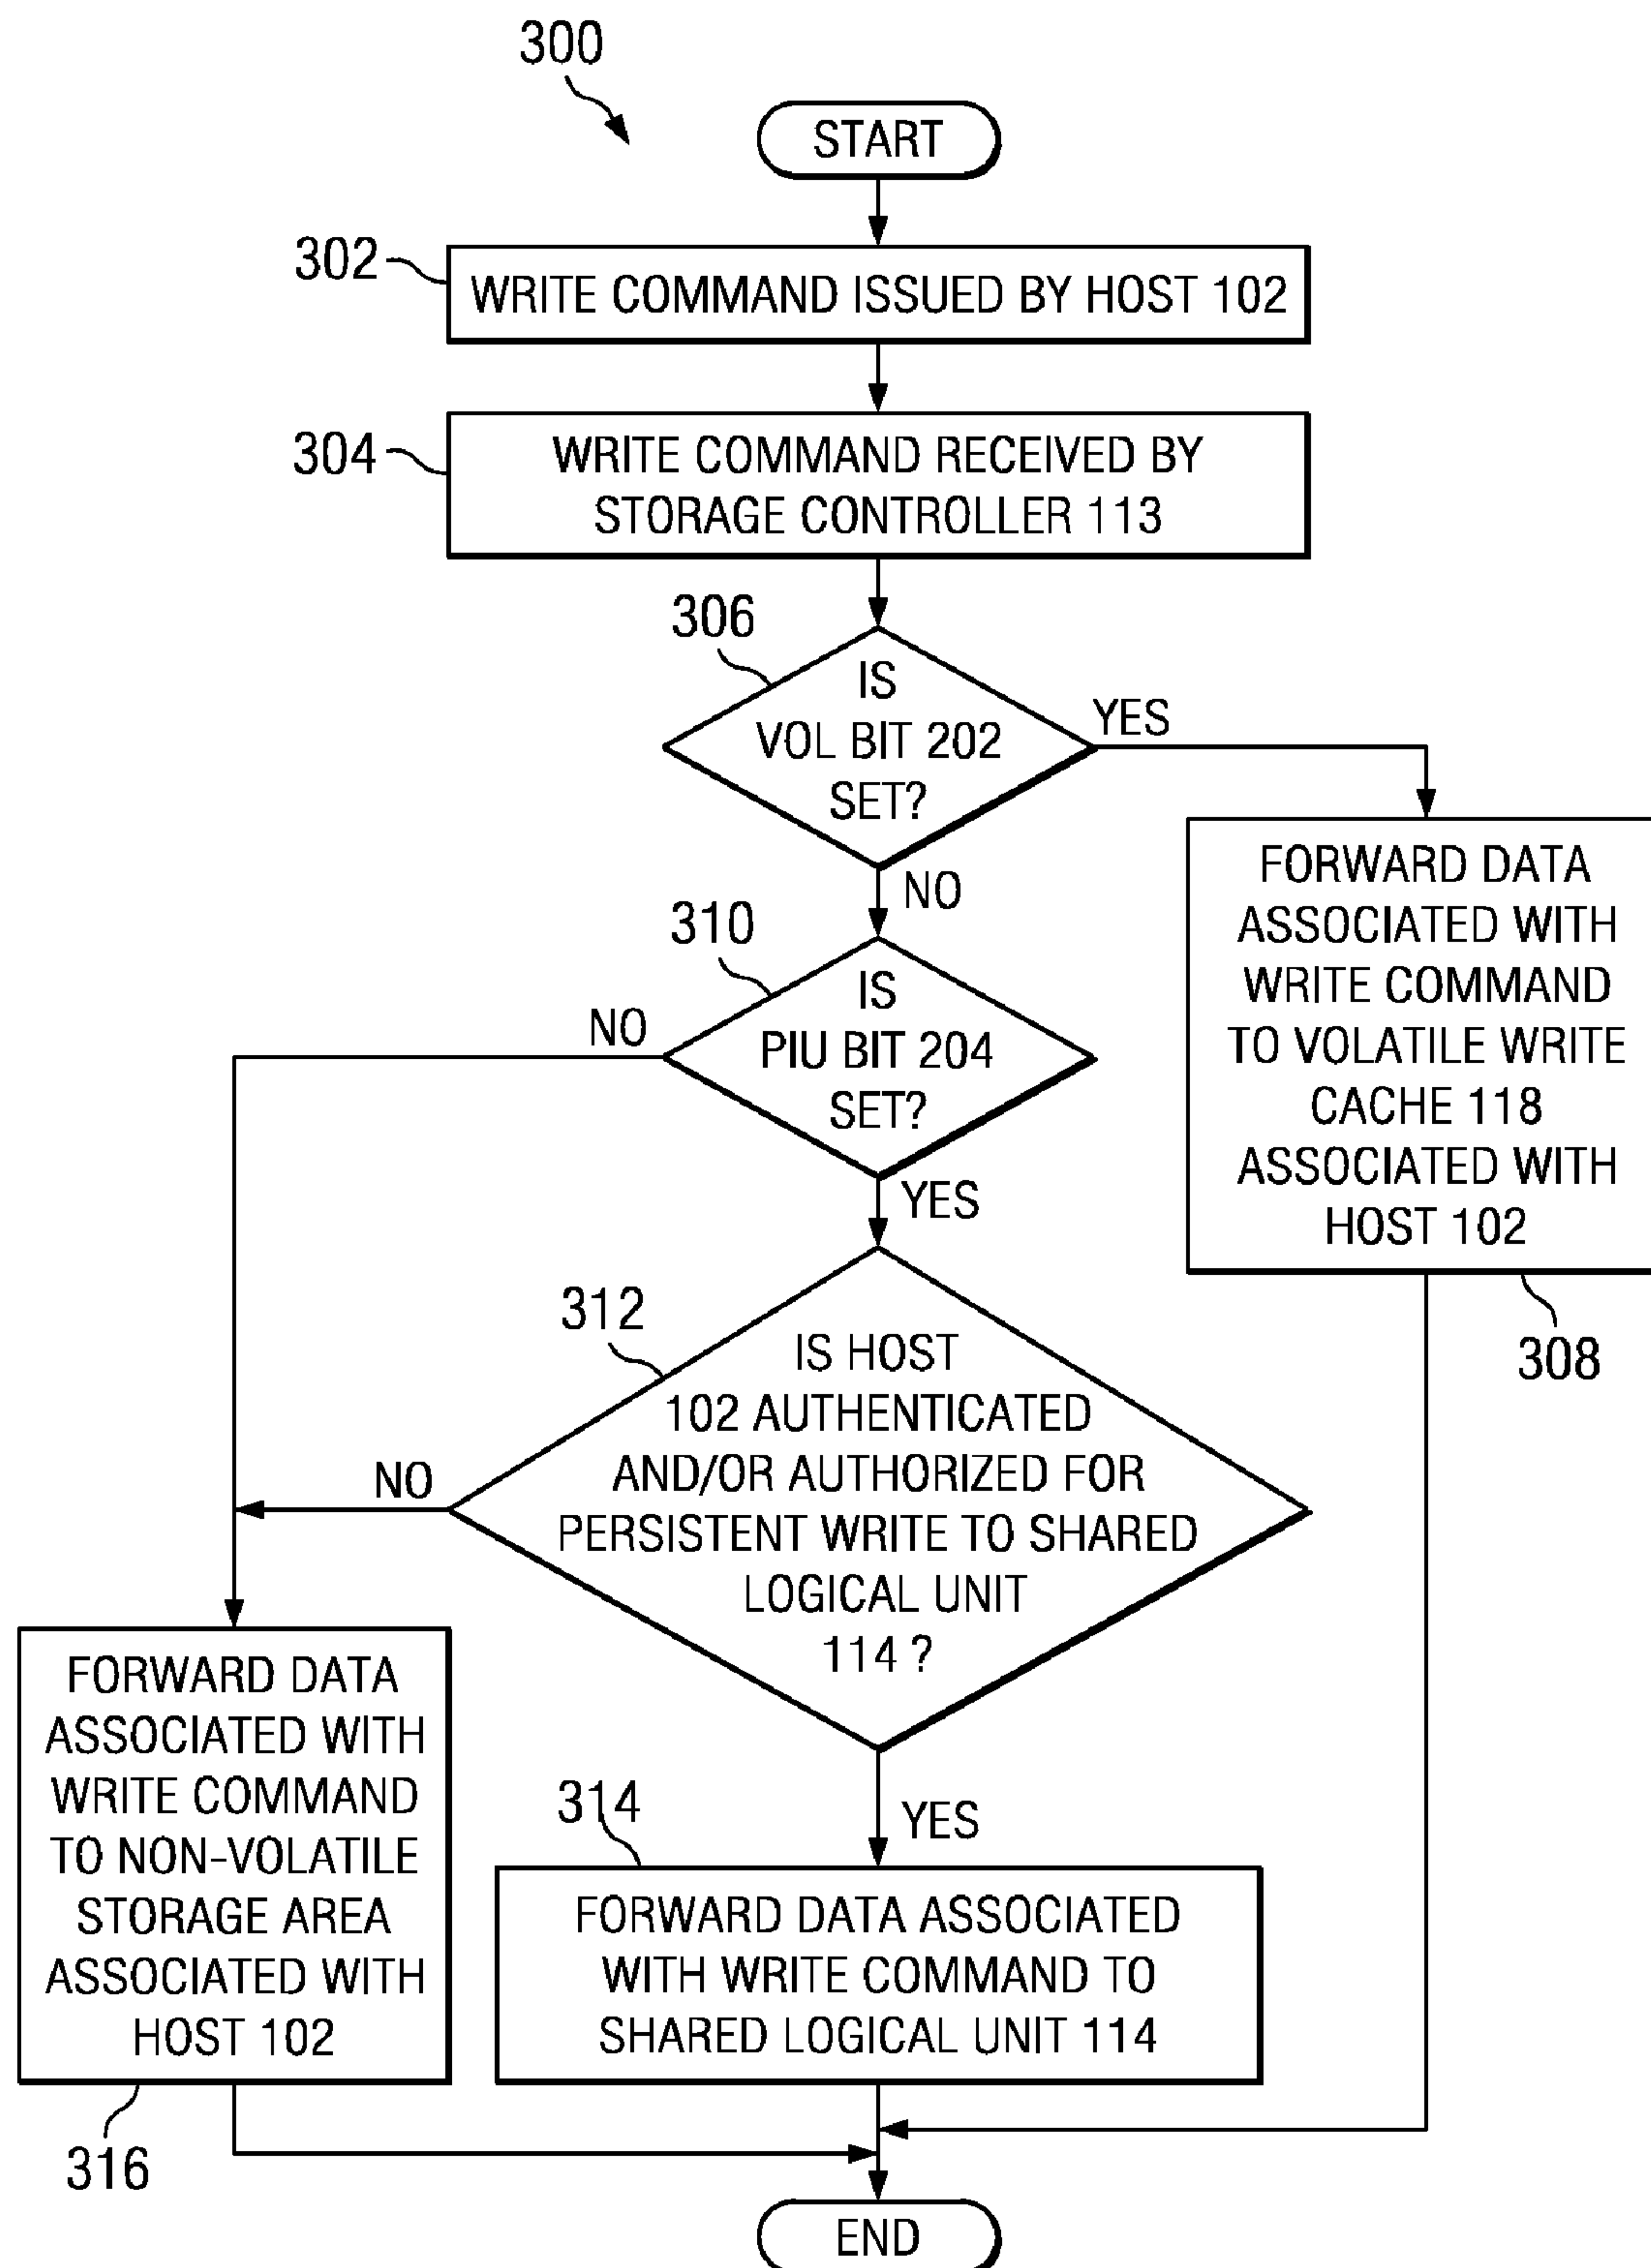 300
START
302
WRITE COMMAND ISSUED BY HOST 102
304
WRITE COMMAND RECEIVED BY
STORAGE CONTROLLER 113
306
IS
VOL BIT 202
SET?
YES
NO
FORWARD DATA
ASSOCIATED WITH
WRITE COMMAND
TO VOLATILE WRITE
CACHE 118
ASSOCIATED WITH
HOST 102
308
310
IS
PIU BIT 204
SET?
NO
YES
312
IS HOST
102 AUTHENTICATED
AND/OR AUTHORIZED FOR
PERSISTENT WRITE TO SHARED
LOGICAL UNIT
114 ?
NO
YES
FORWARD DATA
ASSOCIATED WITH
WRITE COMMAND
TO NON-VOLATILE
STORAGE AREA
ASSOCIATED WITH
HOST 102
316
314
FORWARD DATA ASSOCIATED
WITH WRITE COMMAND TO
SHARED LOGICAL UNIT 114
END